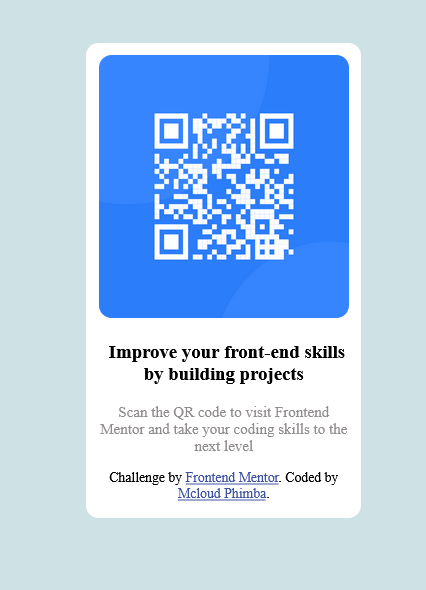 Improve your front-end skills
by building projects
Scan the QR code to visit Frontend
Mentor and take your coding skills to the
next level
Challenge by Frontend Mentor. Coded by
Mcloud Phimba.